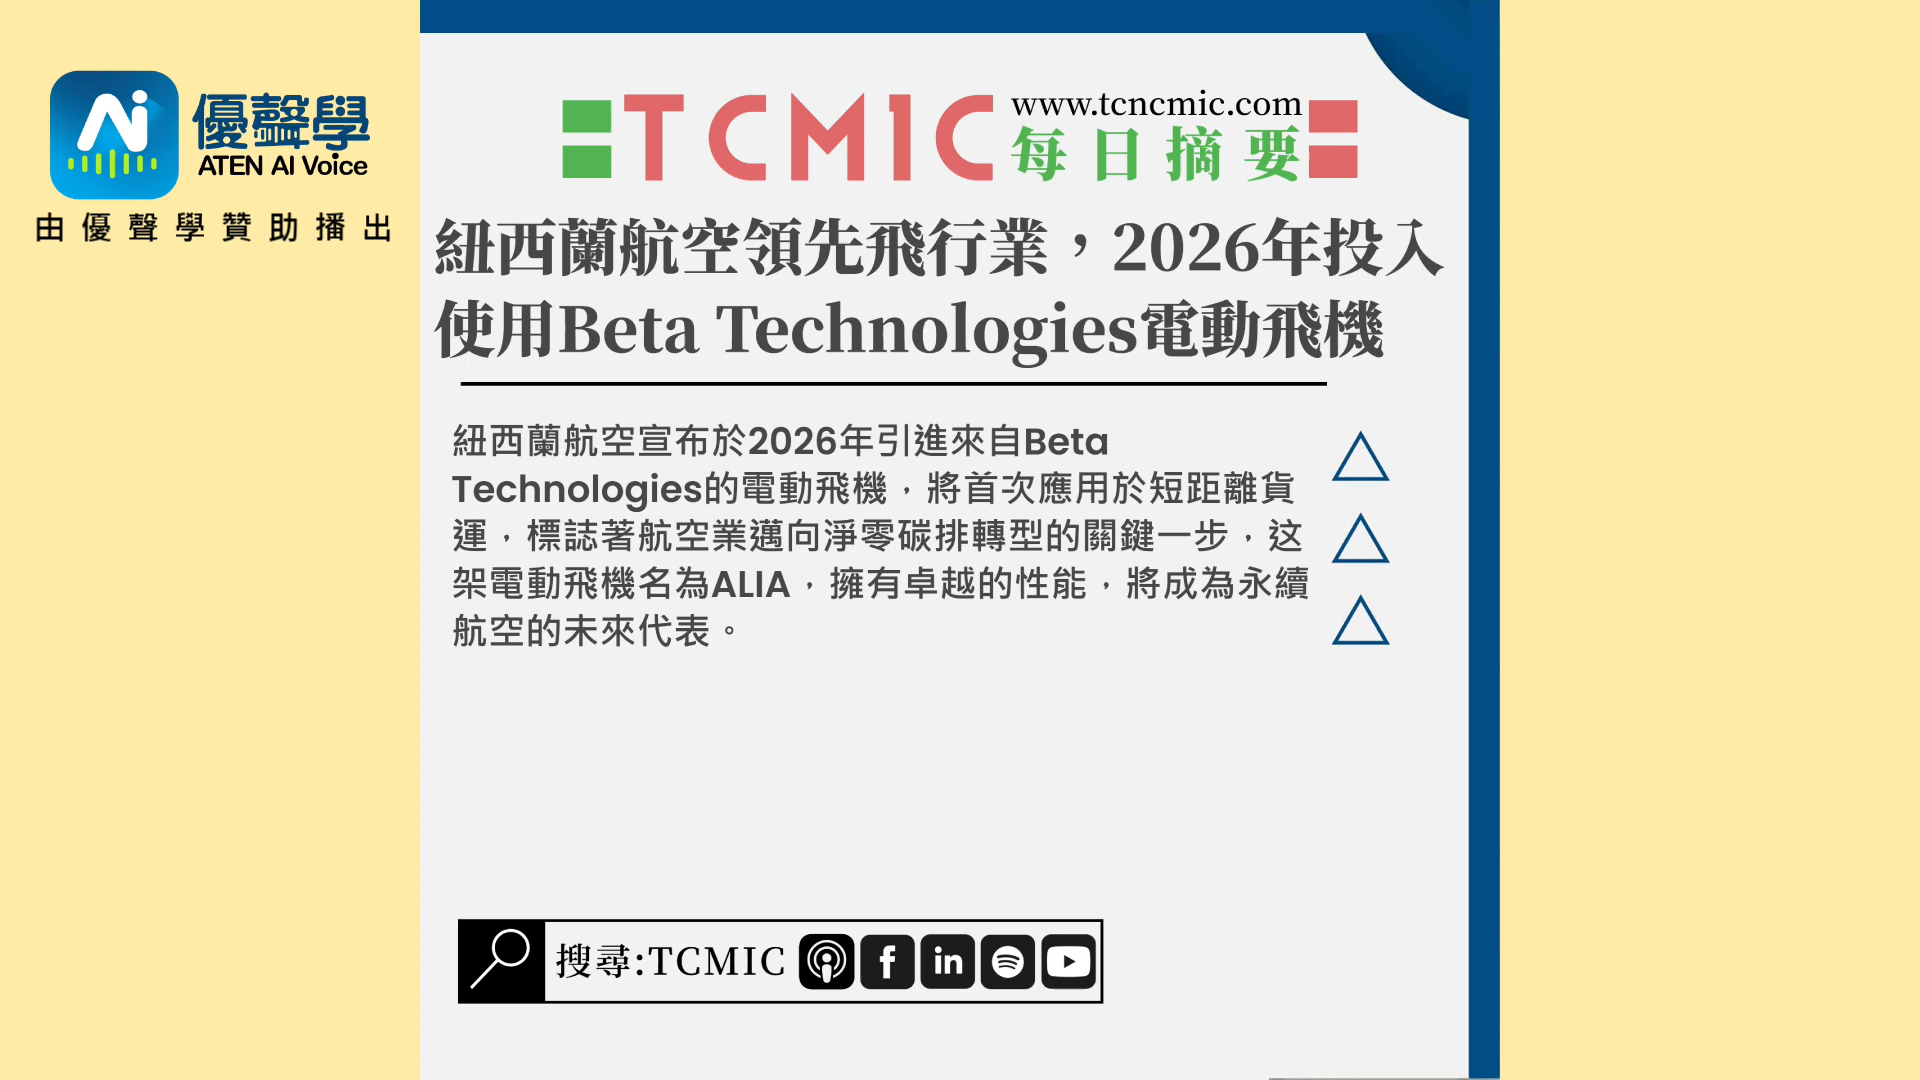 Ai
優聲學
ATEN AI Voice
由優聲學贊助播出
TCMIC
www.tcncmic.com
每日摘要
紐西蘭航空領先飛行業，2026年投入
使用Beta Technologies電動飛機
紐西蘭航空宣布於2026年引進來自Beta
Technologies的電動飛機，將首次應用於短距離貨
運，標誌著航空業邁向淨零碳排轉型的關鍵一步，这
架電動飛機名為ALIA，擁有卓越的性能，將成為永續
航空的未來代表。
搜尋:TCMIC
f
in